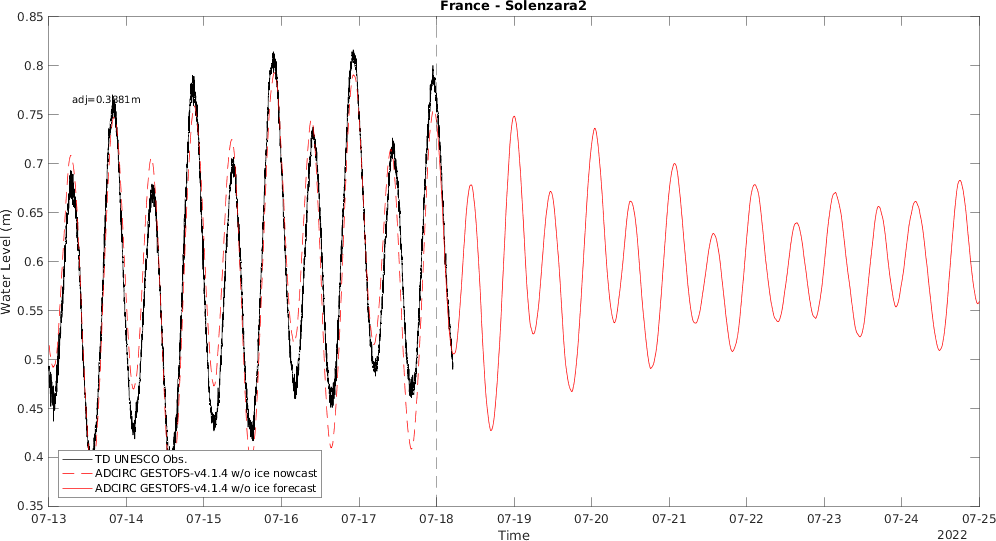 France - Solenzara2
0.85
0.8
0.75
0.7
0.65
0.6
0.55
0.5
0.45
0.4
0.35
Water Level (m)
adj=0.3381m
TD UNESCO Obs.
ADCIRC GESTOFS-v4.1.4 w/o ice nowcast
ADCIRC GESTOFS-v4.1.4 w/o ice forecast
07-13 07-14 07-15 07-16 07-17 07-18 07-19 07-20 07-21 07-22 07-23 07-24 07-25
Time
2022